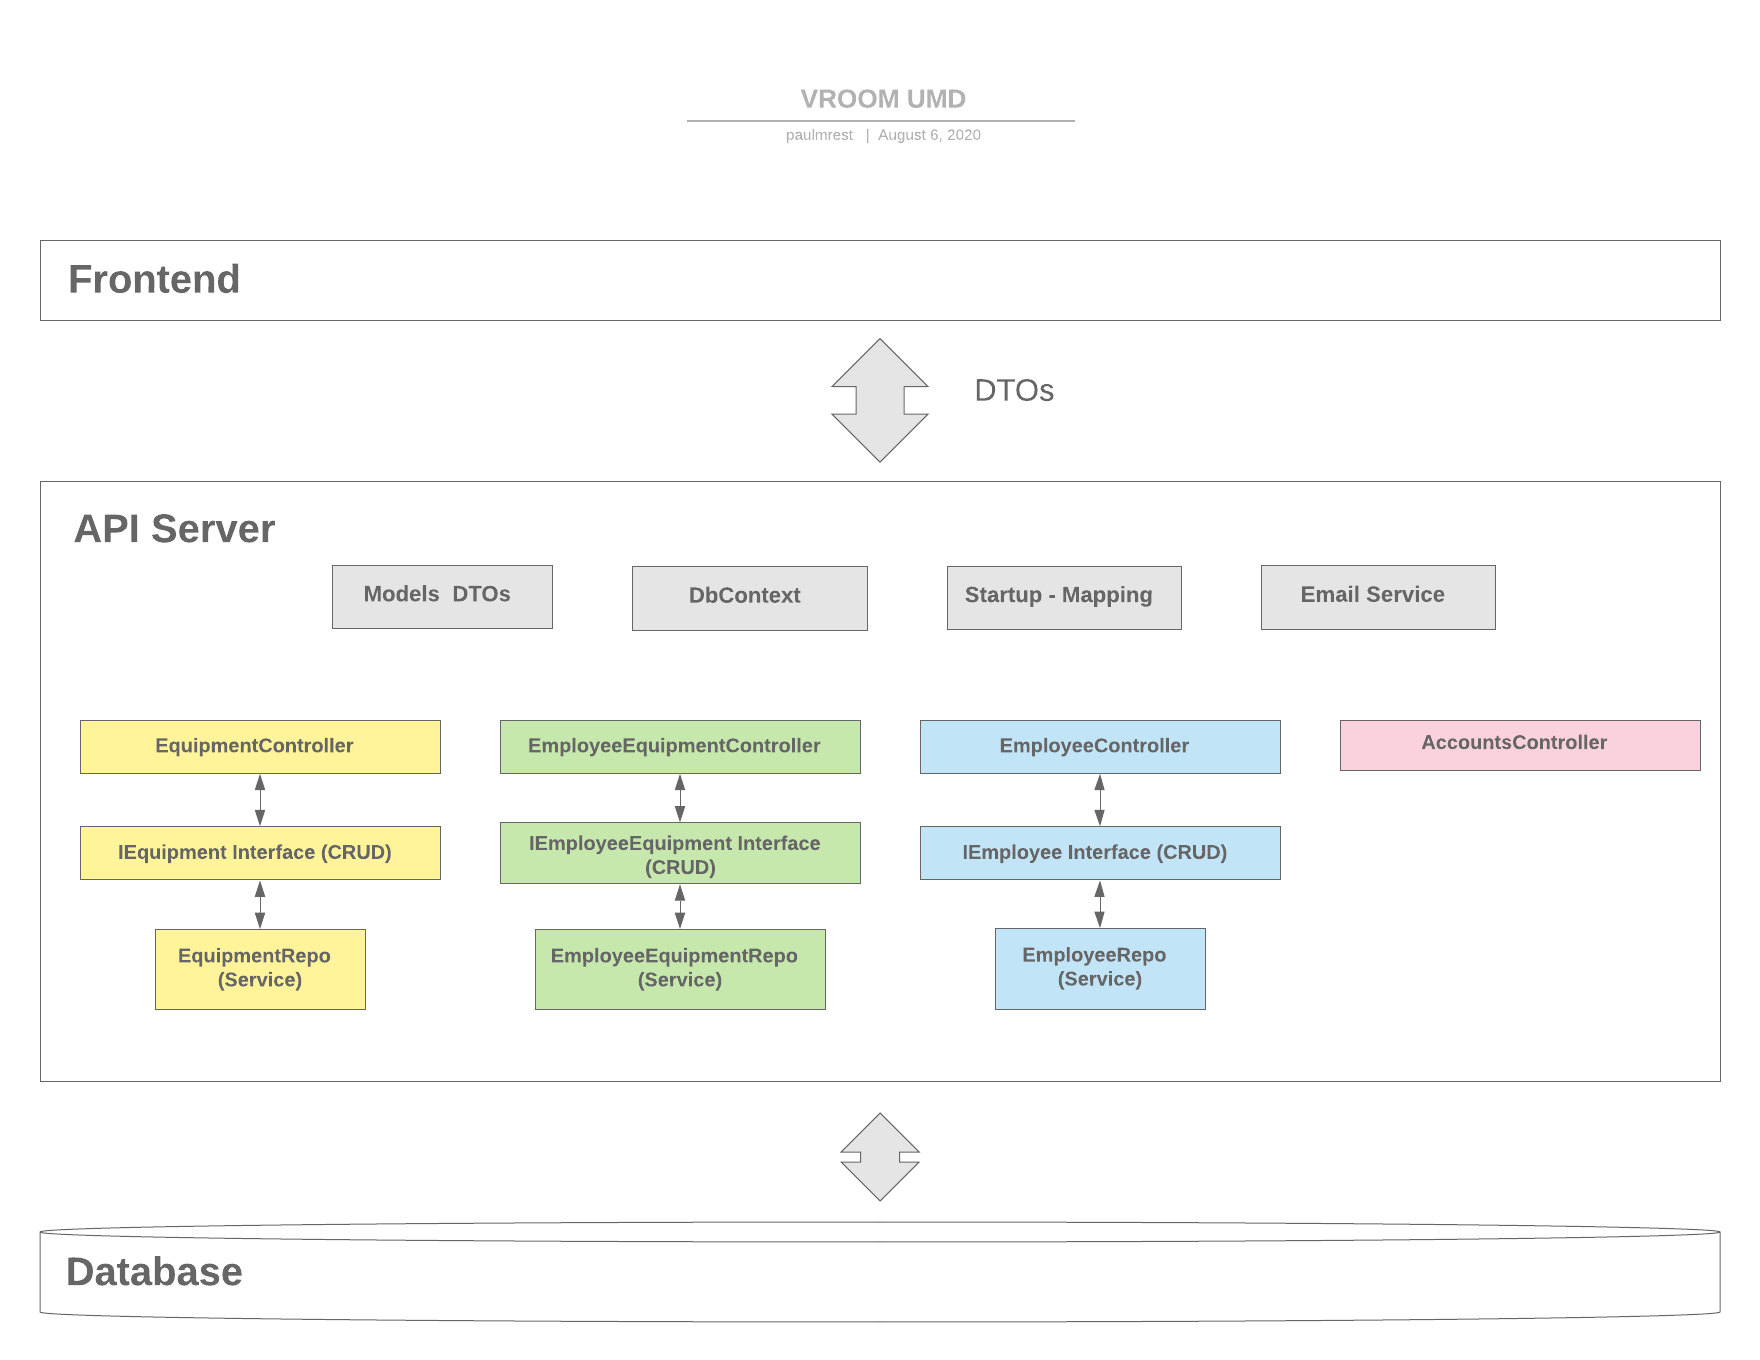 VROOM UMD
paulmrest | August 6, 2020
Frontend
DTOs
API Server
Models DTOs
DbContext
Startup - Mapping
Email Service
EquipmentController
EmployeeEquipmentController
EmployeeController
AccountsController
IEquipment Interface (CRUD)
IEmployeeEquipment Interface
(CRUD)
IEmployee Interface (CRUD)
EquipmentRepo
(Service)
EmployeeEquipmentRepo
(Service)
EmployeeRepo
(Service)
Database